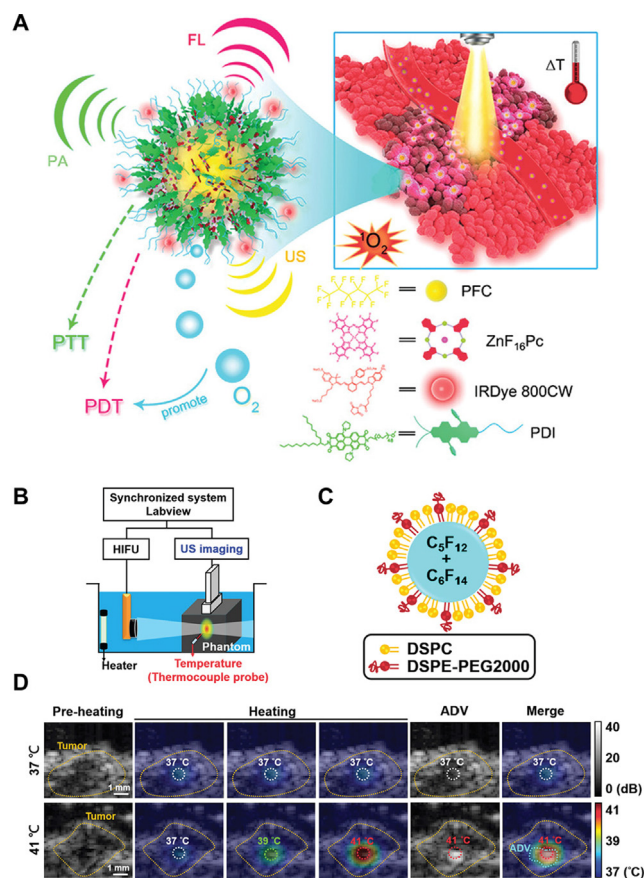 A
FL
PA
US
ΔT
¹O₂
PTT
PDT
promote
O₂
F F F F F F
F F
F F F F F F
= PFC
= ZnF₁₆Pc
= IRDye 800CW
= PDI
B
Synchronized system
Labview
HIFU
US imaging
Phantom
Heater
Temperature
(Thermocouple probe)
C
C₅F₁₂
+
C₆F₁₄
DSPC
DSPE-PEG2000
D
Pre-heating
Heating
ADV
Merge
37 °C
Tumor
1 mm
37 °C
37 °C
37 °C
37 °C
37 °C
40
20
0 (dB)
41 °C
Tumor
1 mm
37 °C
39 °C
41 °C
41 °C
ADV
41 °C
41
39
37 (°C)